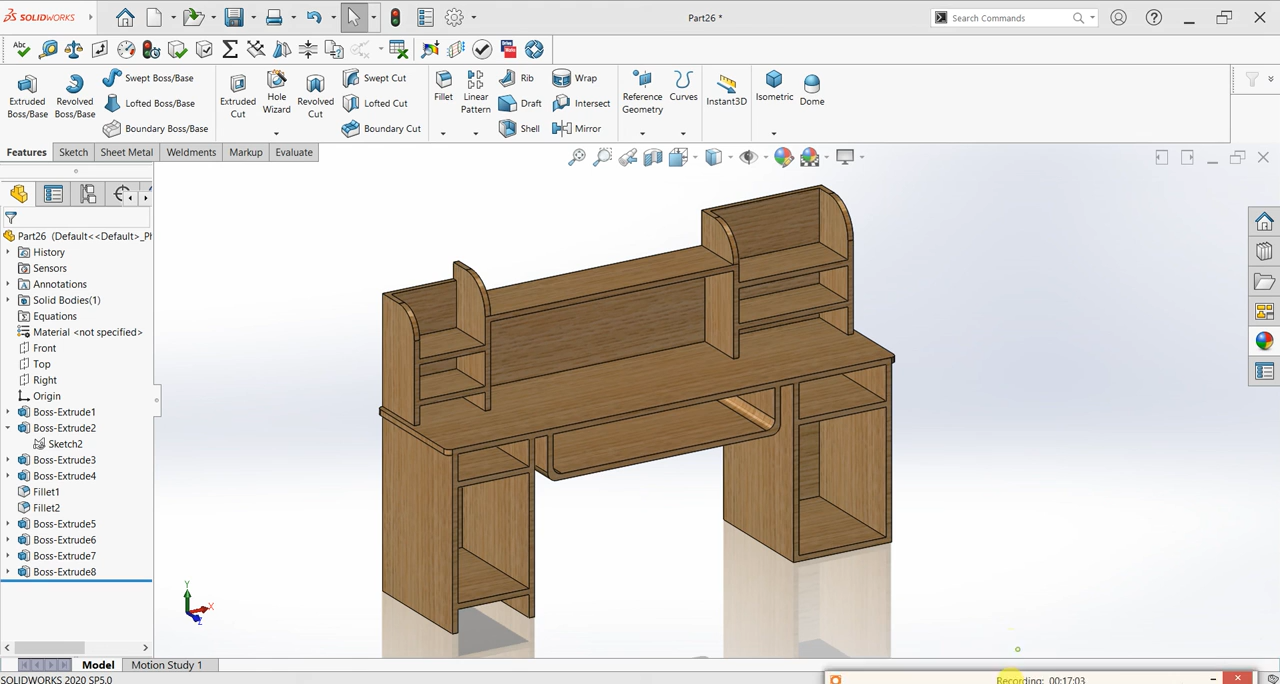 SOLIDWORKS
Part26 *
Search Commands
Abc
Extruded Boss/Base
Revolved Boss/Base
Swept Boss/Base
Lofted Boss/Base
Boundary Boss/Base
Extruded Cut
Hole Wizard
Revolved Cut
Swept Cut
Lofted Cut
Boundary Cut
Fillet
Linear Pattern
Rib
Draft
Shell
Wrap
Intersect
Mirror
Reference Geometry
Curves
Instant3D
Isometric
Dome
Features
Sketch
Sheet Metal
Weldments
Markup
Evaluate
Part26 (Default<<Default>_Ph
History
Sensors
Annotations
Solid Bodies(1)
Equations
Material <not specified>
Front
Top
Right
Origin
Boss-Extrude1
Boss-Extrude2
Sketch2
Boss-Extrude3
Boss-Extrude4
Fillet1
Fillet2
Boss-Extrude5
Boss-Extrude6
Boss-Extrude7
Boss-Extrude8
Y
X
Z
Model
Motion Study 1
SOLIDWORKS 2020 SP5.0
Recording: 00:17:03